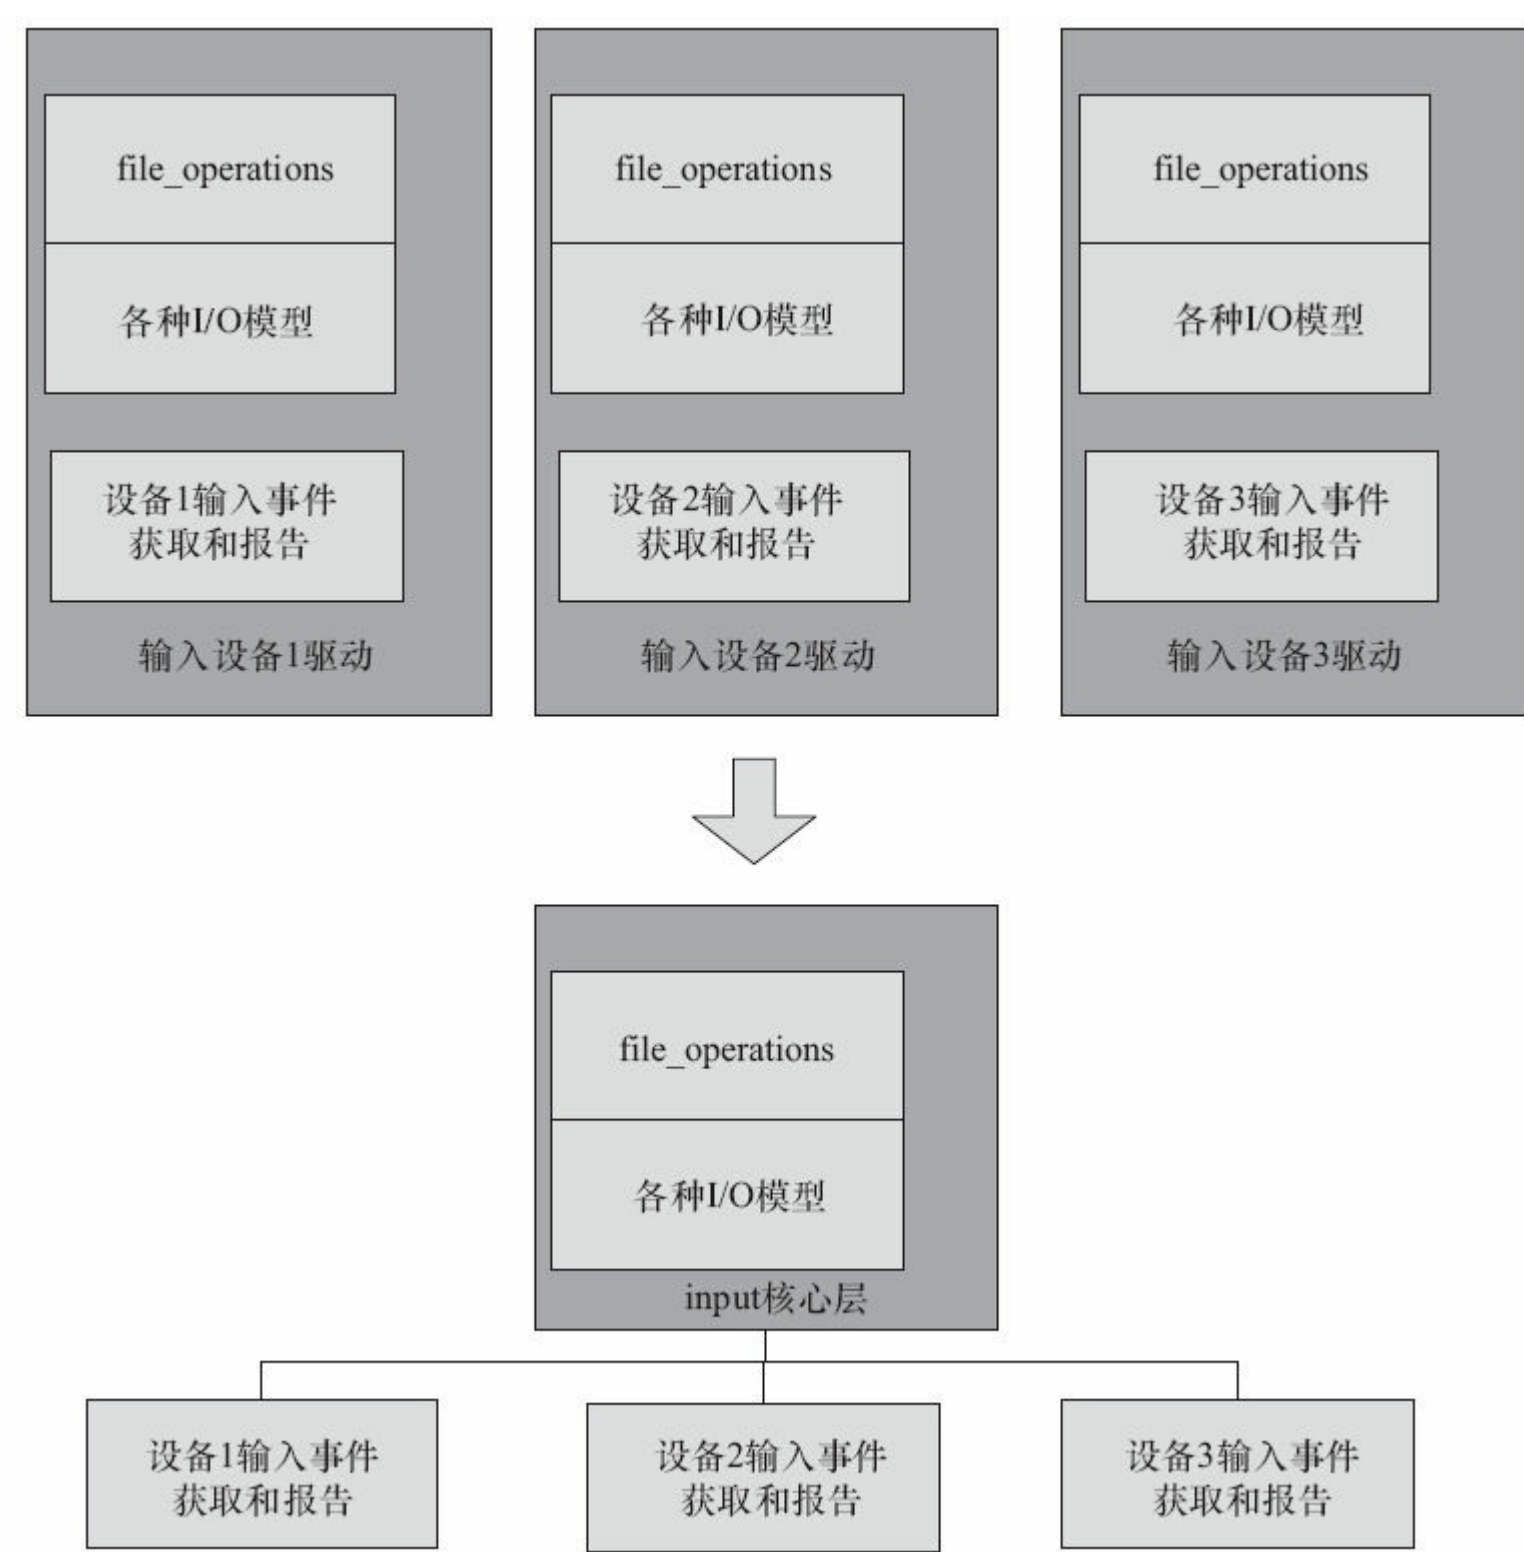 file_operations
各种I/O模型
设备1输入事件
获取和报告
输入设备1驱动
file_operations
各种I/O模型
设备2输入事件
获取和报告
输入设备2驱动
file_operations
各种I/O模型
设备3输入事件
获取和报告
输入设备3驱动
file_operations
各种I/O模型
input核心层
设备1输入事件
获取和报告
设备2输入事件
获取和报告
设备3输入事件
获取和报告